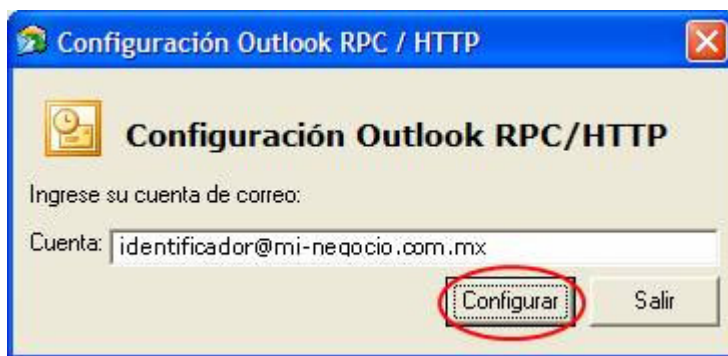 Configuración Outlook RPC / HTTP
Configuración Outlook RPC/HTTP
Ingrese su cuenta de correo:
Cuenta: identificador@mi-negocio.com.mx
Configurar Salir